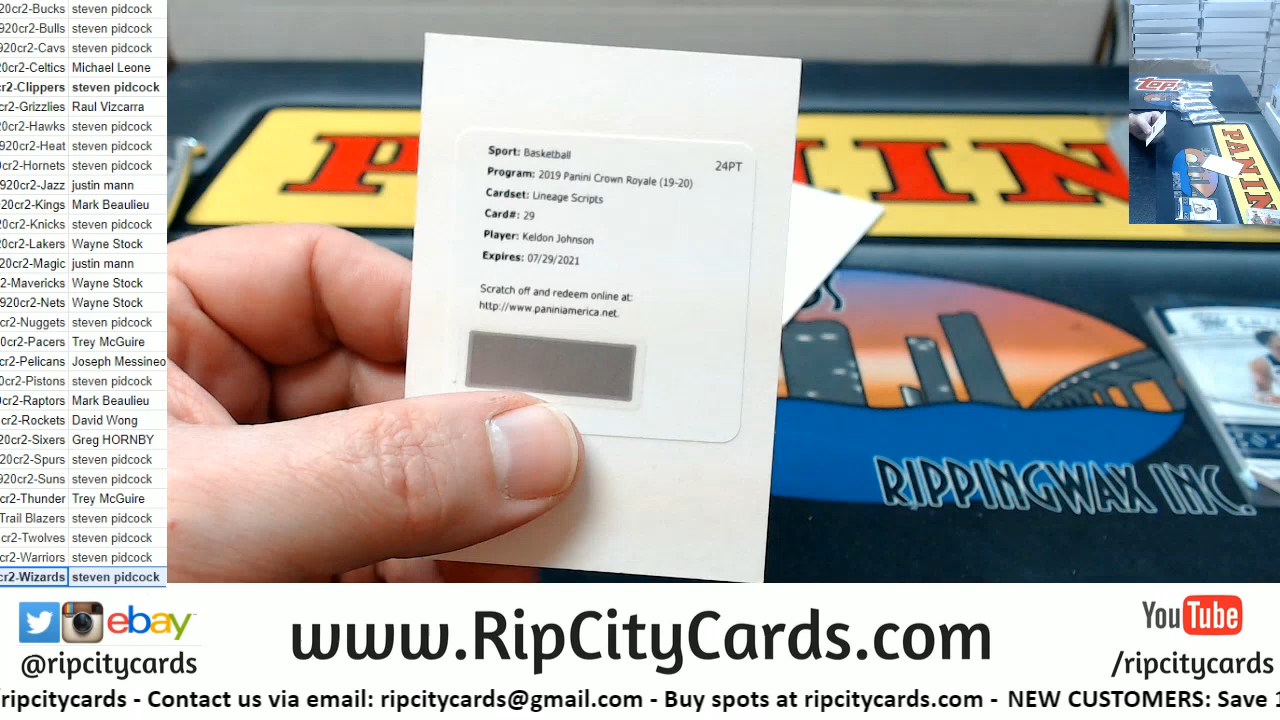 20cr2-Bucks steven pidcock
920cr2-Bulls steven pidcock
920cr2-Cavs steven pidcock
0cr2-Celtics Michael Leone
cr2-Clippers steven pidcock
cr2-Grizzlies Raul Vizcarra
20cr2-Hawks steven pidcock
920cr2-Heat steven pidcock
0cr2-Hornets steven pidcock
920cr2-Jazz justin mann
920cr2-Kings Mark Beaulieu
0cr2-Knicks steven pidcock
20cr2-Lakers Wayne Stock
20cr2-Magic justin mann
2-Mavericks Wayne Stock
920cr2-Nets Wayne Stock
cr2-Nuggets steven pidcock
0cr2-Pacers Trey McGuire
cr2-Pelicans Joseph Messineo
0cr2-Pistons steven pidcock
cr2-Raptors Mark Beaulieu
cr2-Rockets David Wong
20cr2-Sixers Greg HORNBY
20cr2-Spurs steven pidcock
920cr2-Suns steven pidcock
cr2-Thunder Trey McGuire
Trail Blazers steven pidcock
cr2-Twolves steven pidcock
cr2-Warriors steven pidcock
cr2-Wizards steven pidcock
Sport: Basketball
24PT
Program: 2019 Panini Crown Royale (19-20)
Cardset: Lineage Scripts
Card#: 29
Player: Keldon Johnson
Expires: 07/29/2021
Scratch off and redeem online at:
http://www.paniniamerica.net.
RIPPINGWAX INC.
PANINI
ebay
@ripcitycards
www.RipCityCards.com
YouTube
/ripcitycards
/ripcitycards - Contact us via email: ripcitycards@gmail.com - Buy spots at ripcitycards.com - NEW CUSTOMERS: Save 1